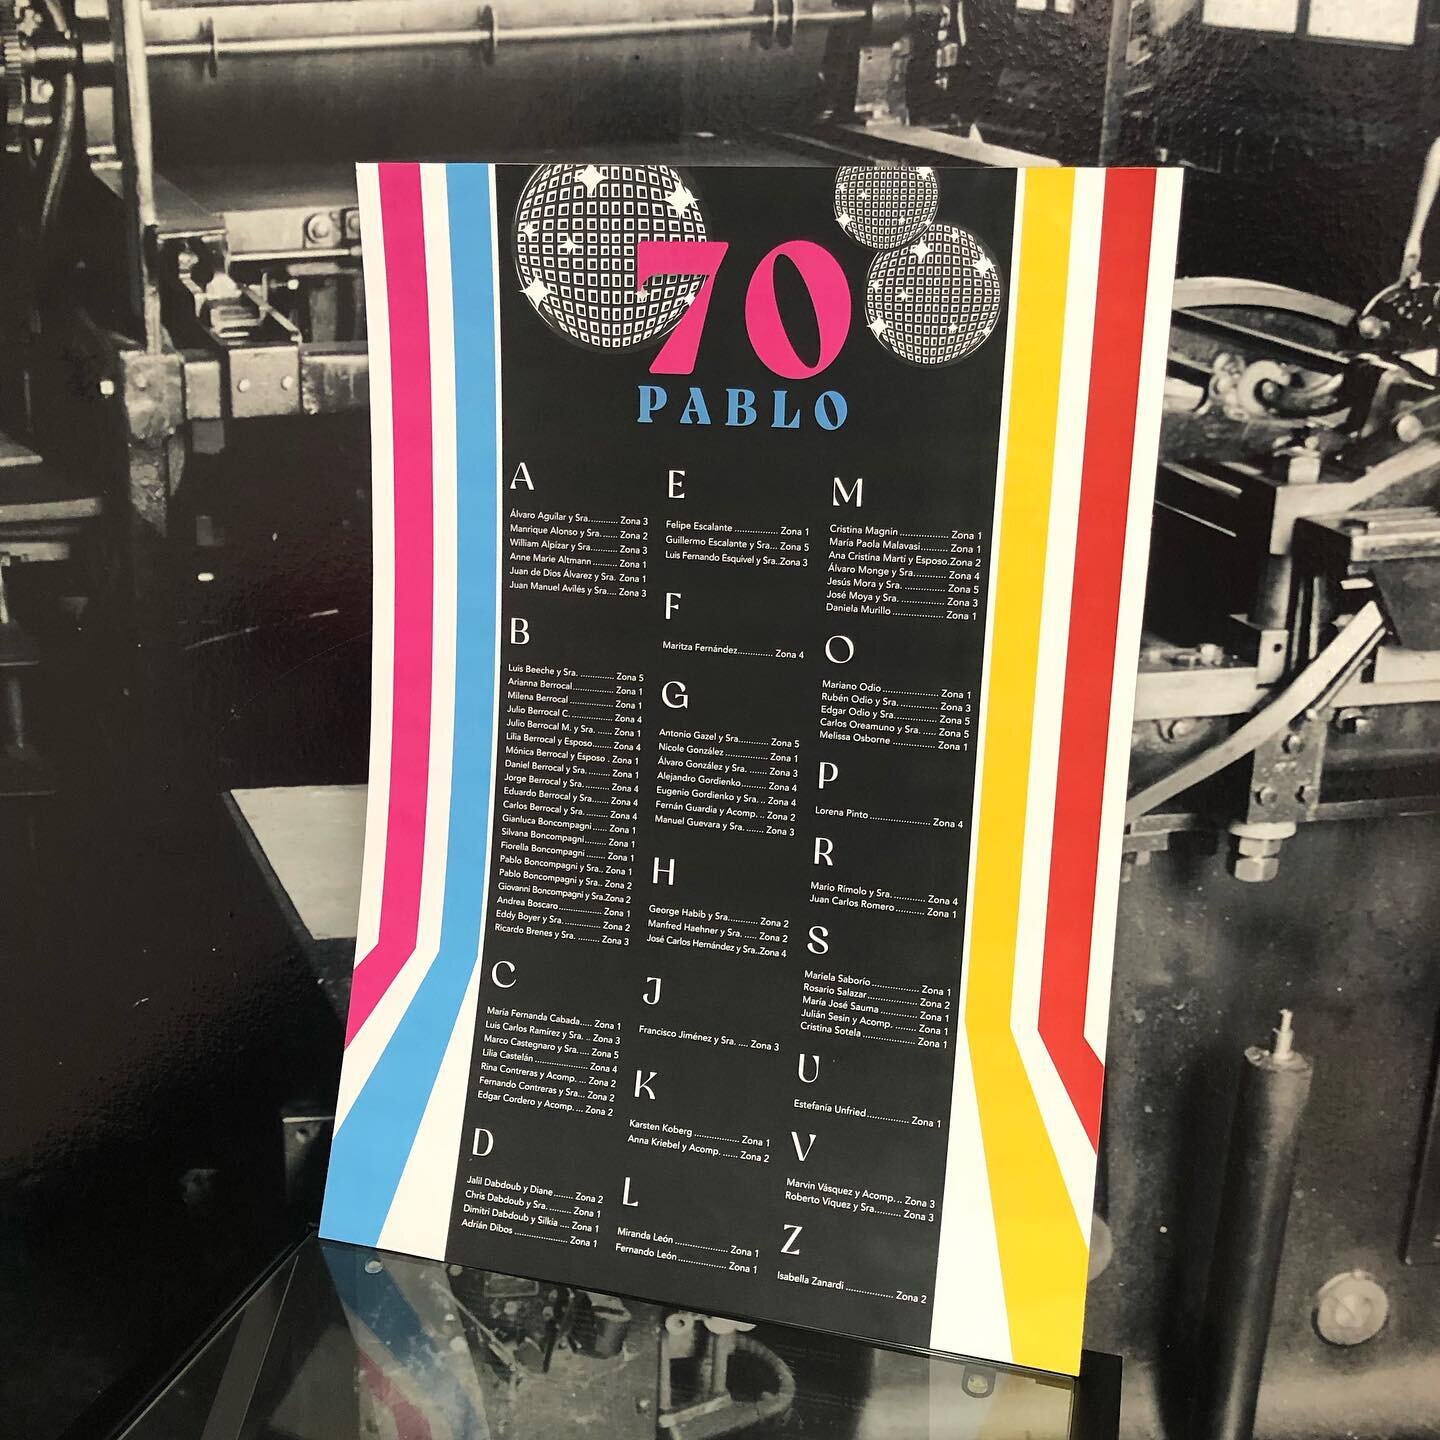 70
PABLO
A
Álvaro Aguilar y Sra............ Zona 3
Manrique Alonso y Sra....... Zona 2
William Alpízar y Sra........... Zona 3
Anne Marie Altmann .......... Zona 1
Juan de Dios Álvarez y Sra. Zona 1
Juan Manuel Avilés y Sra.... Zona 3
B
Luis Beeche y Sra. ............. Zona 5
Arianna Berrocal................. Zona 1
Milena Berrocal .................. Zona 1
Julio Berrocal C.................. Zona 4
Julio Berrocal M. y Sra. ...... Zona 1
Lilia Berrocal y Esposo....... Zona 4
Mónica Berrocal y Esposo . Zona 1
Daniel Berrocal y Sra. ........ Zona 1
Jorge Berrocal y Sra........... Zona 4
Eduardo Berrocal y Sra....... Zona 4
Carlos Berrocal y Sra. ........ Zona 4
Gianluca Boncompagni ...... Zona 1
Silvana Boncompagni......... Zona 1
Fiorella Boncompagni ........ Zona 1
Pablo Boncompagni y Sra.. Zona 1
Pablo Boncompagni y Sra.. Zona 2
Giovanni Boncompagni y Sra.Zona 2
Andrea Boscaro.................. Zona 1
Eddy Boyer y Sra. ............... Zona 2
Ricardo Brenes y Sra. ......... Zona 3
C
María Fernanda Cabada..... Zona 1
Luis Carlos Ramírez y Sra. .. Zona 3
Marco Castegnaro y Sra..... Zona 5
Lilia Castelán ..................... Zona 4
Rina Contreras y Acomp. ... Zona 2
Fernando Contreras y Sra... Zona 2
Edgar Cordero y Acomp. ... Zona 2
D
Jalil Dabdoub y Diane........ Zona 2
Chris Dabdoub y Sra.......... Zona 1
Dimitri Dabdoub y Silkia .... Zona 1
Adrián Dibos ..................... Zona 1
E
Felipe Escalante ................ Zona 1
Guillermo Escalante y Sra... Zona 5
Luis Fernando Esquivel y Sra..Zona 3
F
Maritza Fernández.............. Zona 4
G
Antonio Gazel y Sra............ Zona 5
Nicole González ................ Zona 1
Álvaro González y Sra. ....... Zona 3
Alejandro Gordienko.......... Zona 4
Eugenio Gordienko y Sra. .. Zona 4
Fernán Guardia y Acomp. .. Zona 2
Manuel Guevara y Sra. ....... Zona 3
H
George Habib y Sra............ Zona 2
Manfred Haehner y Sra. ..... Zona 2
José Carlos Hernández y Sra..Zona 4
J
Francisco Jiménez y Sra. .... Zona 3
K
Karsten Koberg .................. Zona 1
Anna Kriebel y Acomp. ...... Zona 2
L
Miranda León ..................... Zona 1
Fernando León ................... Zona 1
M
Cristina Magnin .................. Zona 1
María Paola Malavasi.......... Zona 1
Ana Cristina Martí y Esposo.Zona 2
Álvaro Monge y Sra............ Zona 4
Jesús Mora y Sra. ............... Zona 5
José Moya y Sra. ................ Zona 3
Daniela Murillo ................... Zona 1
O
Mariano Odio ..................... Zona 1
Rubén Odio y Sra. .............. Zona 3
Edgar Odio y Sra................ Zona 5
Carlos Oreamuno y Sra. ..... Zona 5
Melissa Osborne ................ Zona 1
P
Lorena Pinto ...................... Zona 4
R
Mario Rímolo y Sra. ............ Zona 4
Juan Carlos Romero........... Zona 1
S
Mariela Saborío .................. Zona 1
Rosario Salazar................... Zona 2
María José Sauma .............. Zona 1
Julián Sesin y Acomp. ........ Zona 1
Cristina Sotela .................... Zona 1
U
Estefanía Unfried................ Zona 1
V
Marvin Vásquez y Acomp. .. Zona 3
Roberto Víquez y Sra.......... Zona 3
Z
Isabella Zanardi .................. Zona 2